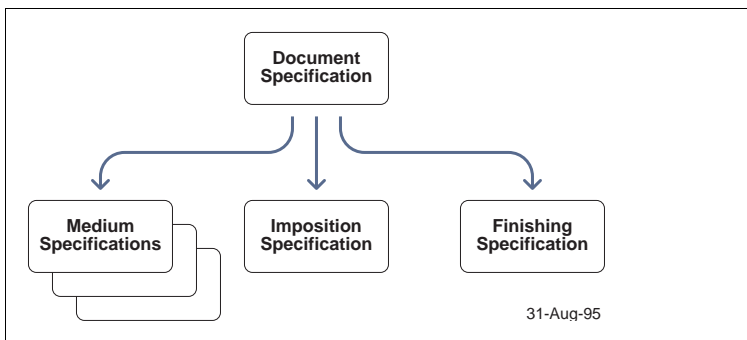 Document
Specification
Medium
Specifications
Imposition
Specification
Finishing
Specification
31-Aug-95